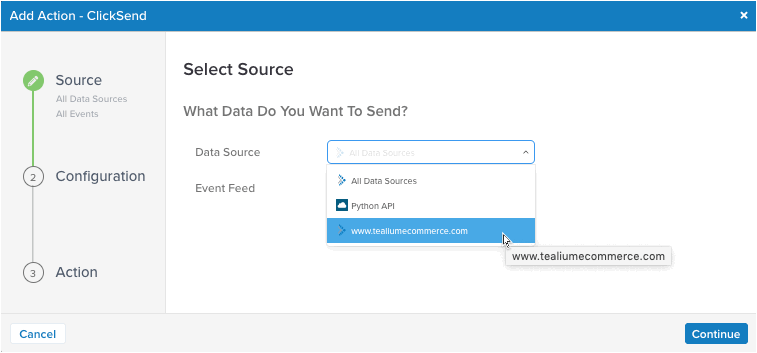 Add Action - ClickSend
×
Source
All Data Sources
All Events
2
Configuration
3
Action
Select Source
What Data Do You Want To Send?
Data Source
All Data Sources
Event Feed
All Data Sources
Python API
www.tealiumecommerce.com
www.tealiumecommerce.com
Cancel
Continue